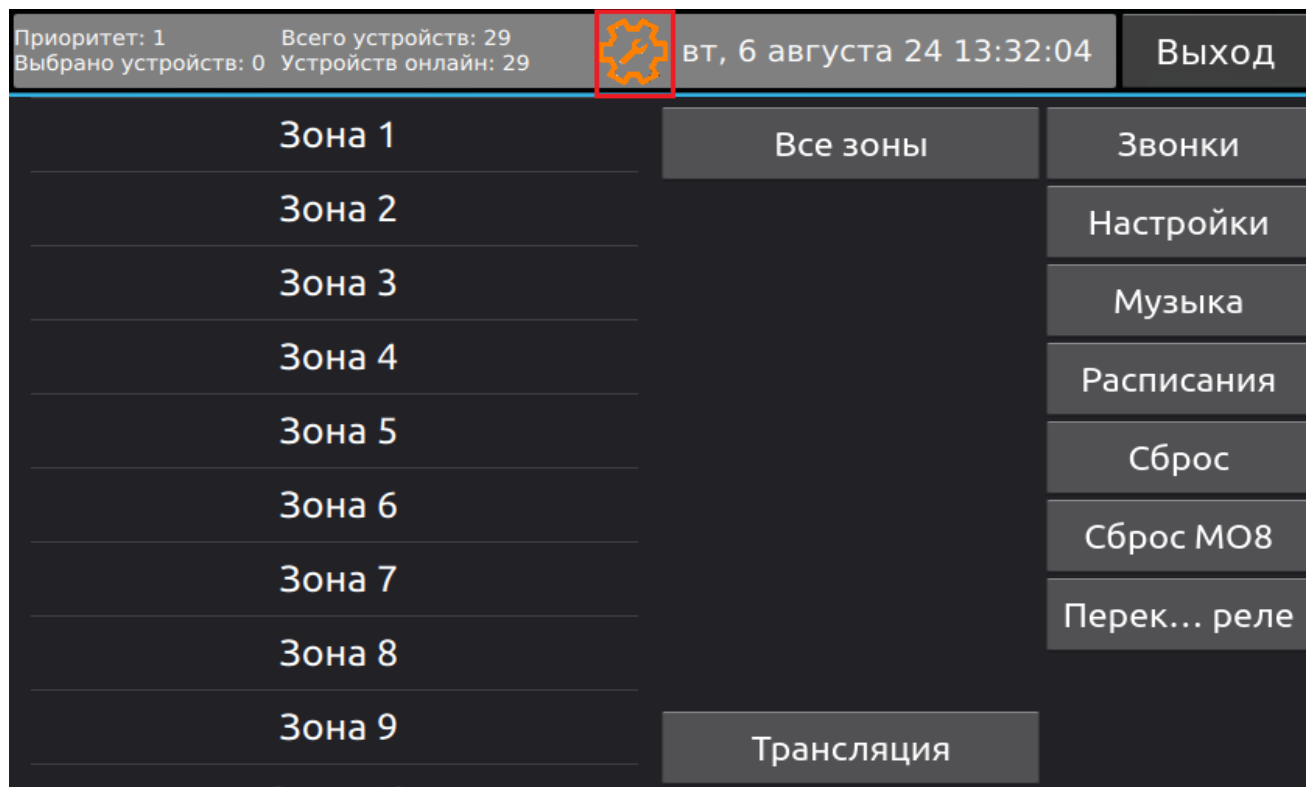 Приоритет: 1 Всего устройств: 29
Выбрано устройств: 0 Устройств онлайн: 29
вт, 6 августа 24 13:32:04
Выход
Зона 1
Зона 2
Зона 3
Зона 4
Зона 5
Зона 6
Зона 7
Зона 8
Зона 9
Все зоны
Трансляция
Звонки
Настройки
Музыка
Расписания
Сброс
Сброс МО8
Перек... реле